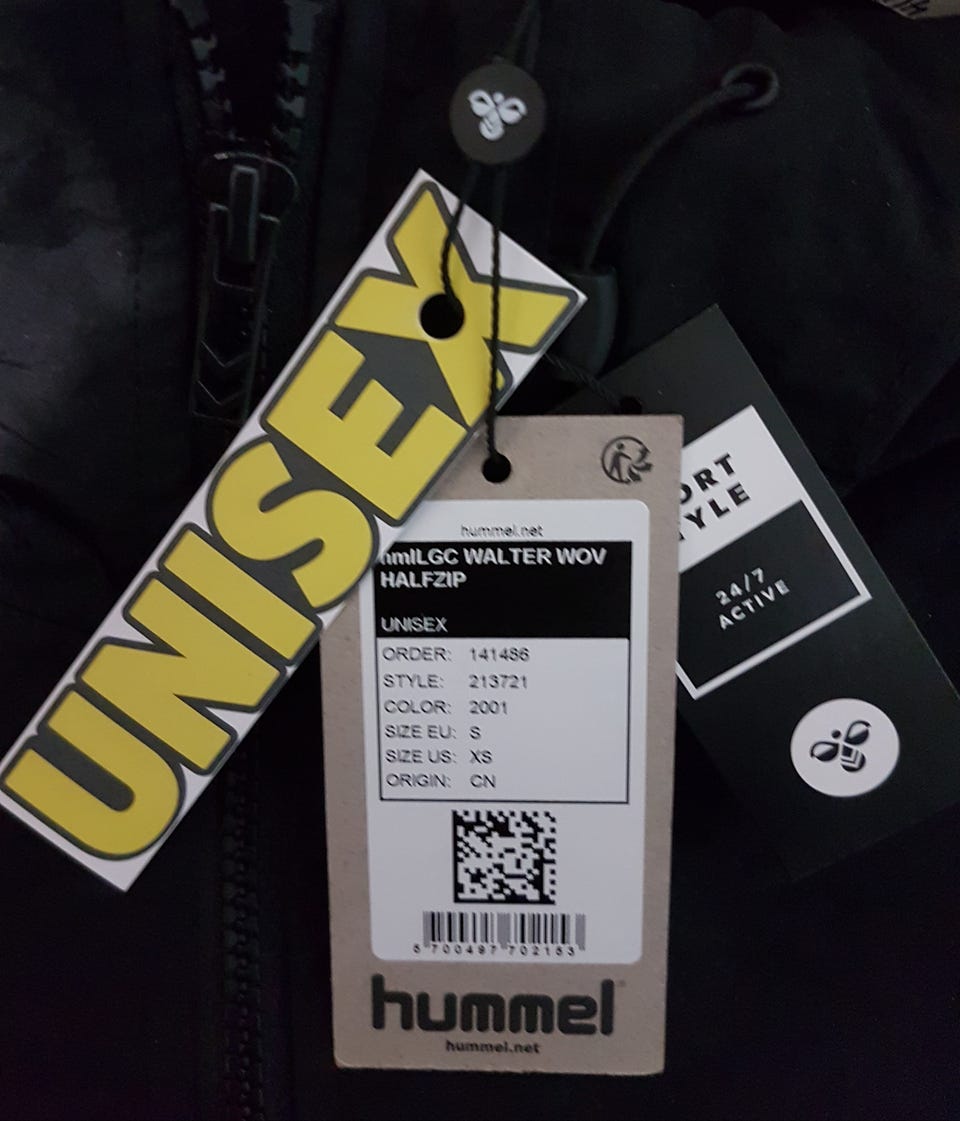 UNISEX
hummel.net
hmlLGC WALTER WOV
HALFZIP
UNISEX
ORDER: 141486
STYLE: 213721
COLOR: 2001
SIZE EU: S
SIZE US: XS
ORIGIN: CN
5 700497 702153
hummel
hummel.net
ORT
YLE
24/7
ACTIVE